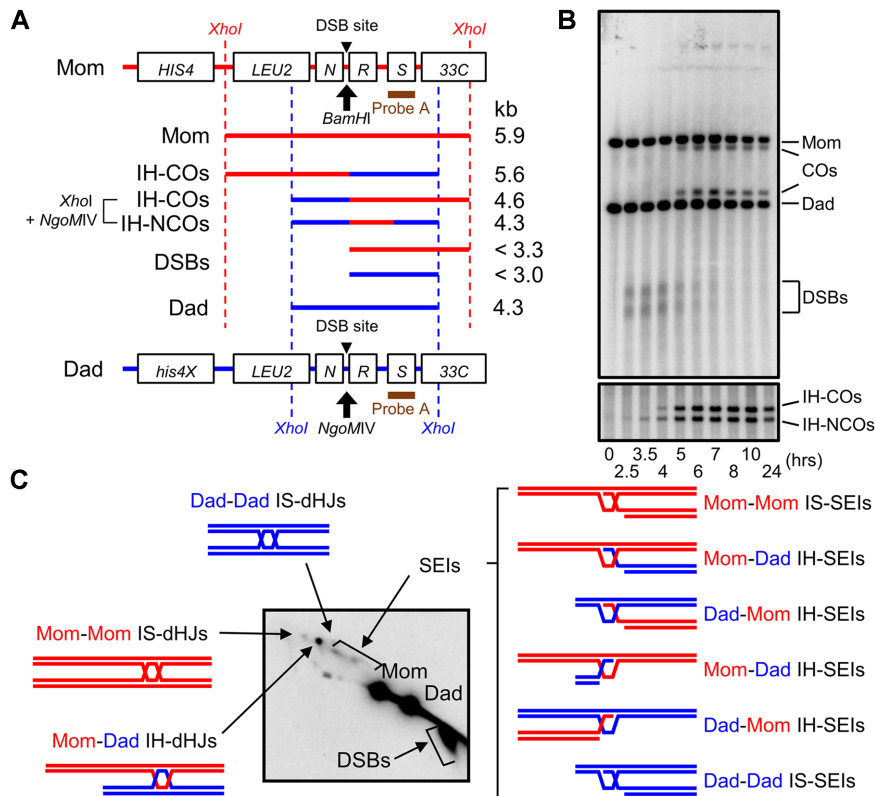 A
XhoI
DSB site
XhoI
Mom
HIS4
LEU2
N
R
S
33C
Probe A
BamHI
kb
Mom
5.9
IH-COs
5.6
XhoI
+ NgoMIV
IH-COs
4.6
IH-NCOs
4.3
DSBs
< 3.3
< 3.0
Dad
4.3
DSB site
Dad
his4X
LEU2
N
R
S
33C
Probe A
XhoI
NgoMIV
XhoI
B
Mom
COs
Dad
DSBs
IH-COs
IH-NCOs
0 3.5 5 7 10 (hrs)
2.5 4 6 8 24
C
Dad-Dad IS-dHJs
SEIs
Mom-Mom IS-dHJs
Mom
Dad
Mom-Dad IH-dHJs
DSBs
Mom-Mom IS-SEIs
Mom-Dad IH-SEIs
Dad-Mom IH-SEIs
Mom-Dad IH-SEIs
Dad-Mom IH-SEIs
Dad-Dad IS-SEIs